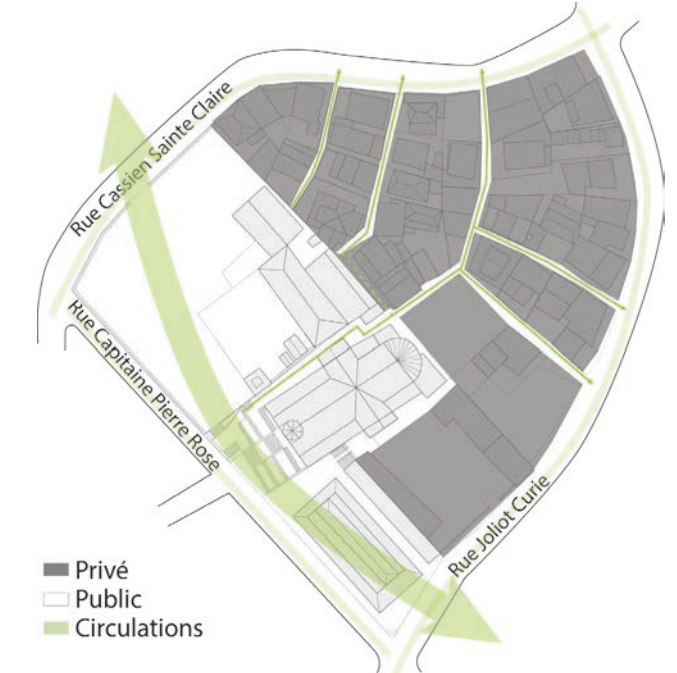 Rue Cassien Sainte Claire
Rue Capitaine Pierre Rose
Rue Joliot Curie
Privé
Public
Circulations